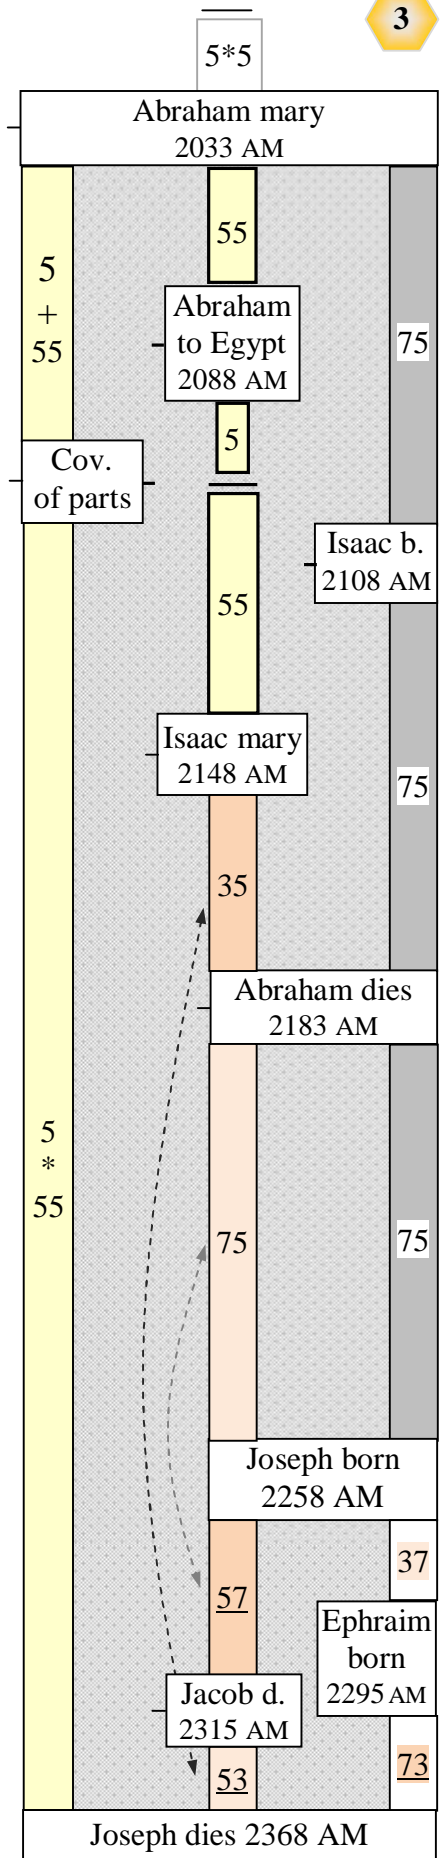 3
5*5
Abraham mary
2033 AM
55
5
+
55
75
Abraham
to Egypt
2088 AM
5
Cov.
of parts
55
Isaac b.
2108 AM
Isaac mary
2148 AM
75
35
Abraham dies
2183 AM
5
*
55
75
75
Joseph born
2258 AM
37
57
Ephraim
born
2295 AM
Jacob d.
2315 AM
73
53
Joseph dies 2368 AM